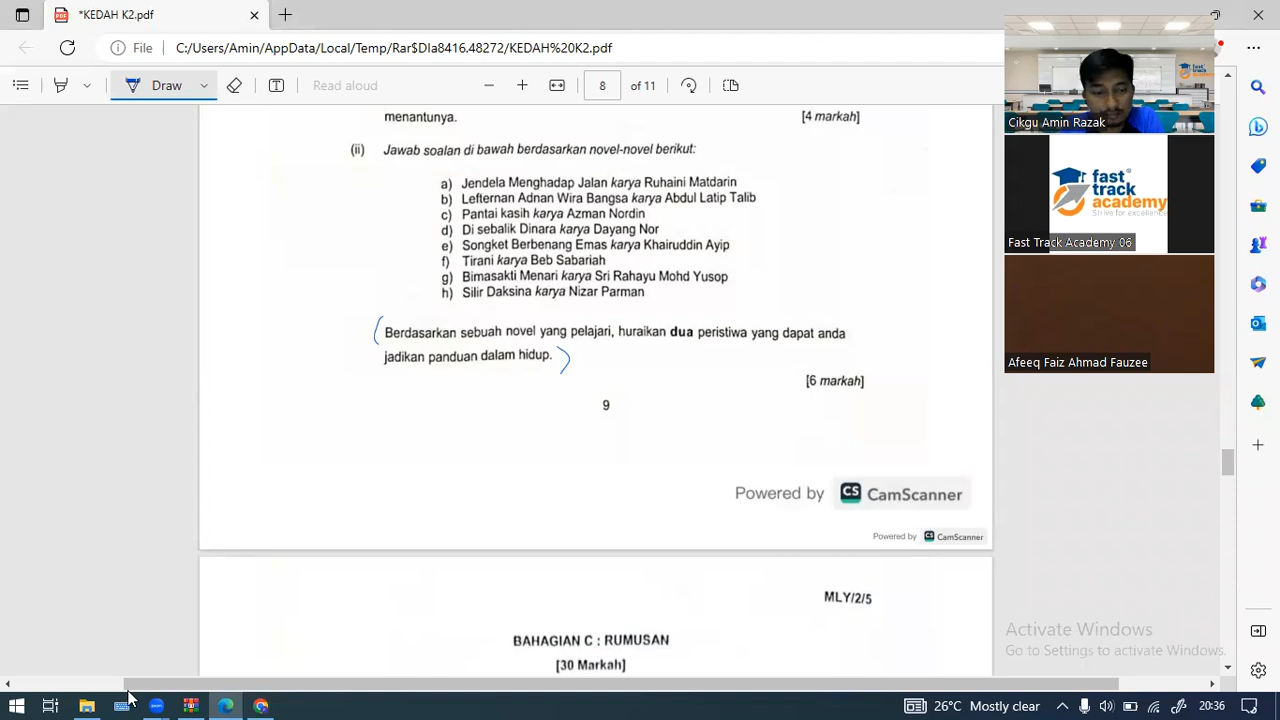 *KEDAH K2.pdf
File C:/Users/Amin/AppData/Local/Temp/Rar$DIa8416.48272/KEDAH%20K2.pdf
Draw Read aloud 8 of 11
menantunya. [4 markah]
(ii) Jawab soalan di bawah berdasarkan novel-novel berikut:
a) Jendela Menghadap Jalan karya Ruhaini Matdarin
b) Lefternan Adnan Wira Bangsa karya Abdul Latip Talib
c) Pantai kasih karya Azman Nordin
d) Di sebalik Dinara karya Dayang Nor
e) Songket Berbenang Emas karya Khairuddin Ayip
f) Tirani karya Beb Sabariah
g) Bimasakti Menari karya Sri Rahayu Mohd Yusop
h) Silir Daksina karya Nizar Parman
Berdasarkan sebuah novel yang pelajari, huraikan dua peristiwa yang dapat anda
jadikan panduan dalam hidup.
[6 markah]
9
Powered by CS CamScanner
Powered by CS CamScanner
MLY/2/5
BAHAGIAN C : RUMUSAN
[30 Markah]
Cikgu Amin Razak
fast track academy
Strive for excellence
Fast Track Academy 06
Afeeq Faiz Ahmad Fauzee
Activate Windows
Go to Settings to activate Windows.
26°C Mostly clear ENG 20:36